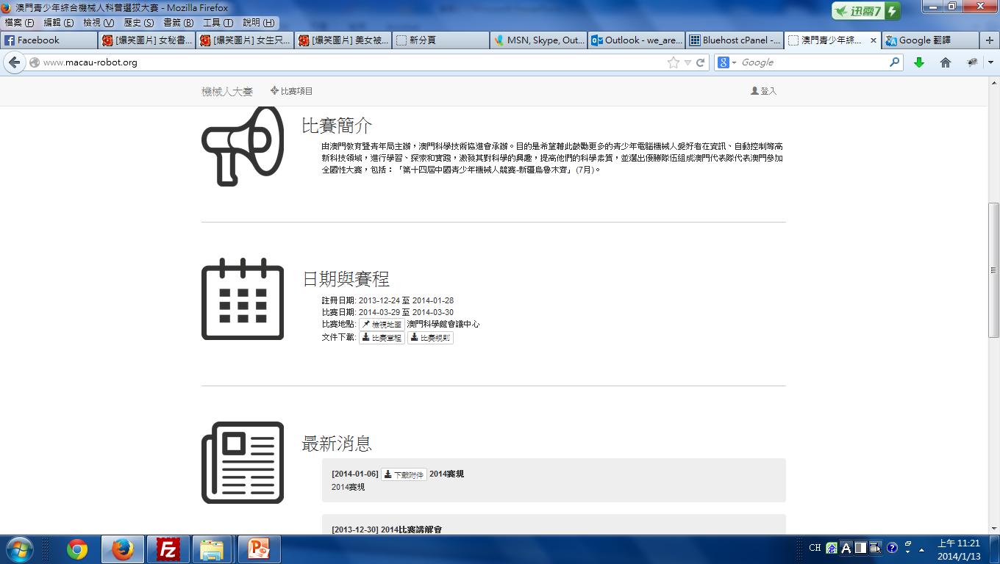 澳門青少年綜合機械人科普選拔大賽 - Mozilla Firefox
迅雷7
檔案 (F) 編輯 (E) 檢視 (V) 歷史 (S) 書籤 (B) 工具 (T) 說明 (H)
Facebook [爆笑圖片] 女秘書... [爆笑圖片] 女生只... [爆笑圖片] 美女被... 新分頁 MSN, Skype, Out... Outlook - we_are... Bluehost cPanel -... 澳門青少年綜... Google 翻譯
www.macau-robot.org Google
機械人大賽 比賽項目 登入
比賽簡介
由澳門教育暨青年局主辦，澳門科學技術協進會承辦。目的是希望藉此鼓勵更多的青少年電腦機械人愛好者在資訊、自動控制等高
新科技領域，進行學習、探索和實踐，激發其對科學的興趣，提高他們的科學素質，並選出優勝隊伍組成澳門代表隊代表澳門參加
全國性大賽，包括：「第十四屆中國青少年機械人競賽-新疆烏魯木齊」(7月)。
日期與賽程
註冊日期: 2013-12-24 至 2014-01-28
比賽日期: 2014-03-29 至 2014-03-30
比賽地點: 檢視地圖 澳門科學館會議中心
文件下載: 比賽章程 比賽規則
最新消息
[2014-01-06] 下載附件 2014賽規
2014賽規
[2013-12-30] 2014比賽講解會
CH
上午 11:21
2014/1/13